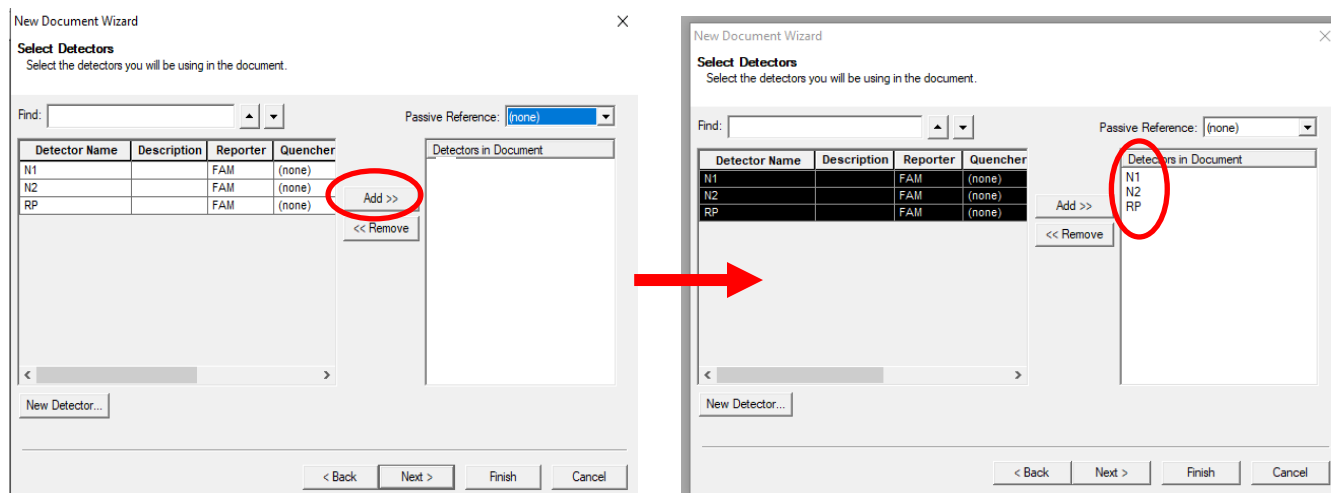 New Document Wizard
Select Detectors
Select the detectors you will be using in the document.
Find:
Passive Reference: (none)
Detector Name Description Reporter Quencher
Detectors in Document
N1 FAM (none)
N2 FAM (none)
RP FAM (none)
Add >>
<< Remove
New Detector...
< Back Next > Finish Cancel
New Document Wizard
Select Detectors
Select the detectors you will be using in the document.
Find:
Passive Reference: (none)
Detector Name Description Reporter Quencher
N1 FAM (none)
N2 FAM (none)
RP FAM (none)
Add >>
<< Remove
Detectors in Document
N1
N2
RP
New Detector...
< Back Next > Finish Cancel